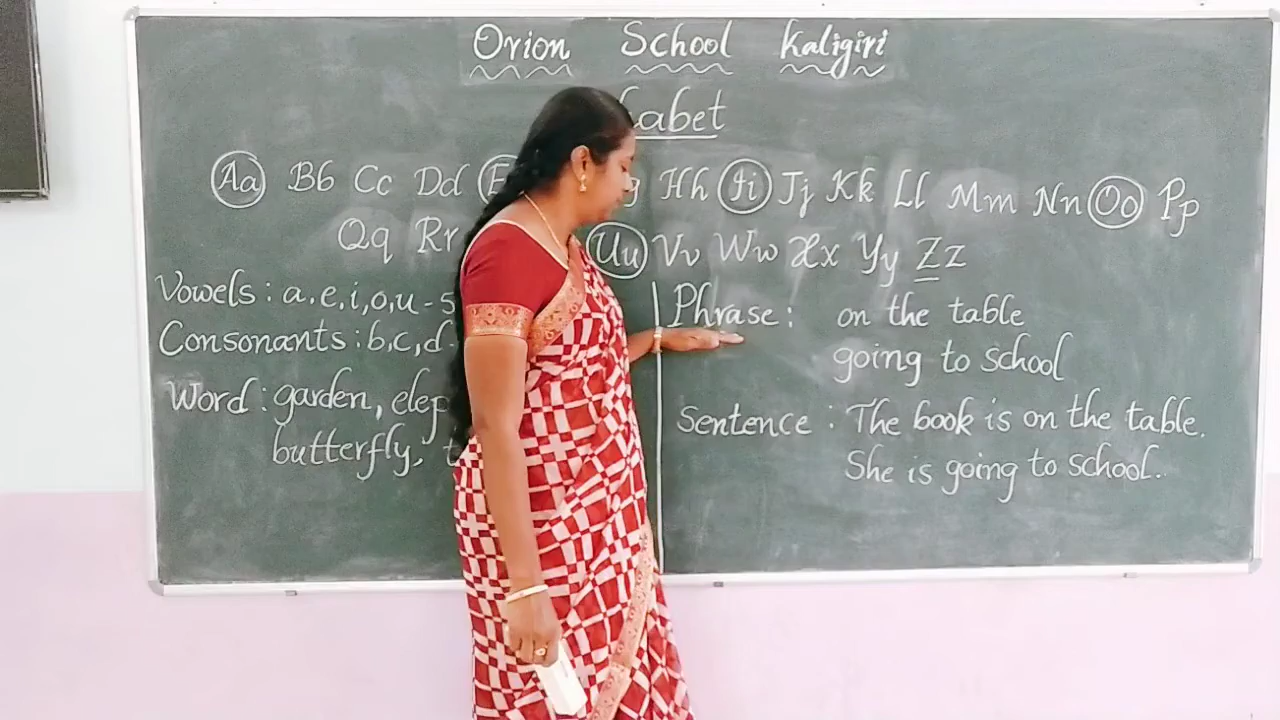 Orion School Kaligiri
Aa Bb Cc Dd Hh Ii Jj Kk Ll Mm Nn Oo Pp
Qq Rr Uu Vv Ww Xx Yy Zz
Vowels : a, e, i, o, u - 5
Consonants : b, c, d
Word : garden,
butterfly,
Phrase : on the table
going to school
Sentence : The book is on the table.
She is going to school.